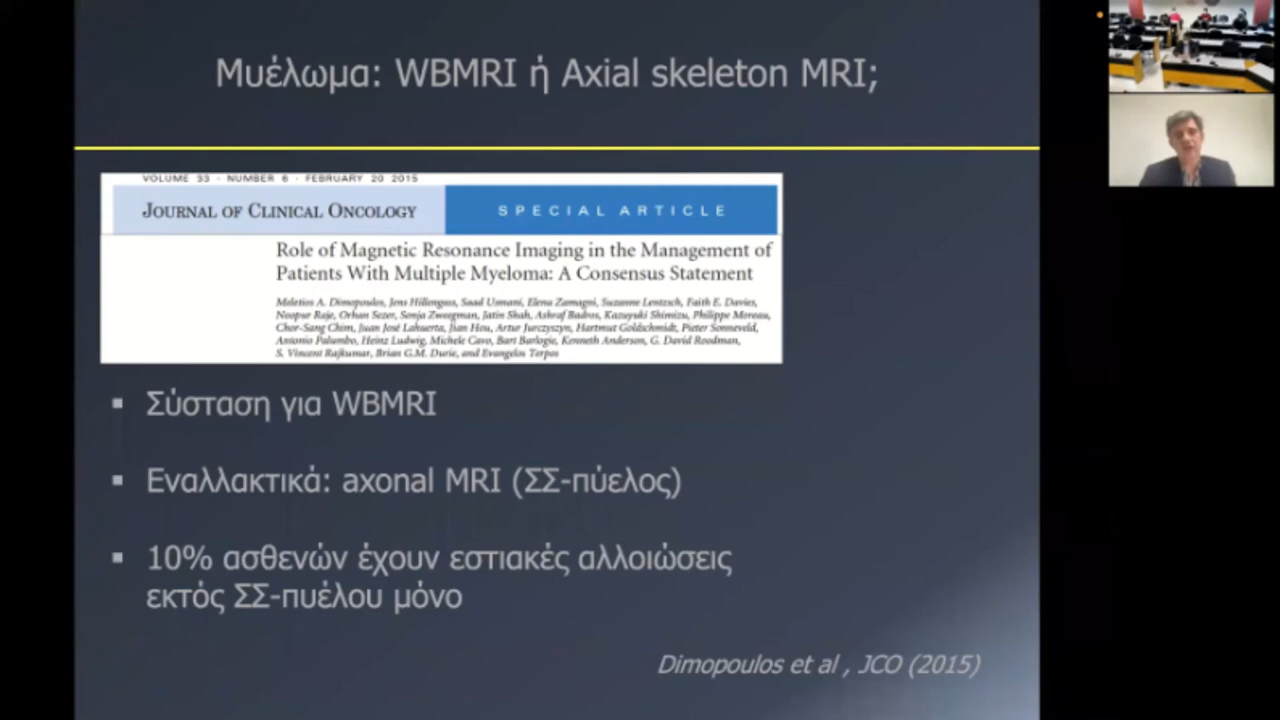 Μυέλωμα: WBMRI ή Axial skeleton MRI;
VOLUME 33 · NUMBER 6 · FEBRUARY 20 2015
JOURNAL OF CLINICAL ONCOLOGY
SPECIAL ARTICLE
Role of Magnetic Resonance Imaging in the Management of
Patients With Multiple Myeloma: A Consensus Statement
Meletios A. Dimopoulos, Jens Hillengass, Saad Usmani, Elena Zamagni, Suzanne Lentzsch, Faith E. Davies,
Noopur Raje, Orhan Sezer, Sonja Zweegman, Jatin Shah, Ashraf Badros, Kazuyuki Shimizu, Philippe Moreau,
Chor-Sang Chim, Juan José Lahuerta, Jian Hou, Artur Jurczyszyn, Hartmut Goldschmidt, Pieter Sonneveld,
Antonio Palumbo, Heinz Ludwig, Michele Cavo, Bart Barlogie, Kenneth Anderson, G. David Roodman,
S. Vincent Rajkumar, Brian G.M. Durie, and Evangelos Terpos
▪ Σύσταση για WBMRI
▪ Εναλλακτικά: axonal MRI (ΣΣ-πύελος)
▪ 10% ασθενών έχουν εστιακές αλλοιώσεις
εκτός ΣΣ-πυέλου μόνο
Dimopoulos et al , JCO (2015)